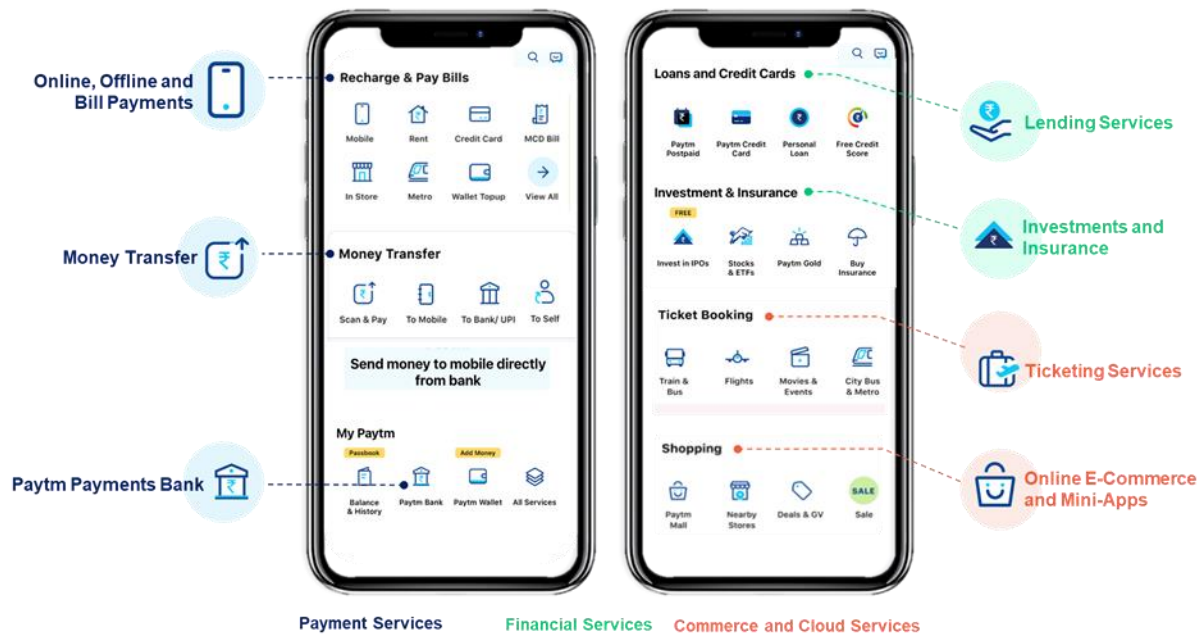 Online, Offline and
Bill Payments
Money Transfer
Paytm Payments Bank
Recharge & Pay Bills
Mobile Rent Credit Card MCD Bill
In Store Metro Wallet Topup View All
Money Transfer
Scan & Pay To Mobile To Bank/ UPI To Self
Send money to mobile directly
from bank
My Paytm
Passbook Add Money
Balance
& History Paytm Bank Paytm Wallet All Services
Loans and Credit Cards
Paytm
Postpaid
Paytm Credit
Card
Personal
Loan
Free Credit
Score
Investment & Insurance
FREE
Invest in IPOs
Stocks
& ETFs
Paytm Gold
Buy
Insurance
Ticket Booking
Train &
Bus
Flights
Movies &
Events
City Bus
& Metro
Shopping
Paytm
Mall
Nearby
Stores
Deals & GV
SALE
Sale
Lending Services
Investments and
Insurance
Ticketing Services
Online E-Commerce
and Mini-Apps
Payment Services Financial Services Commerce and Cloud Services